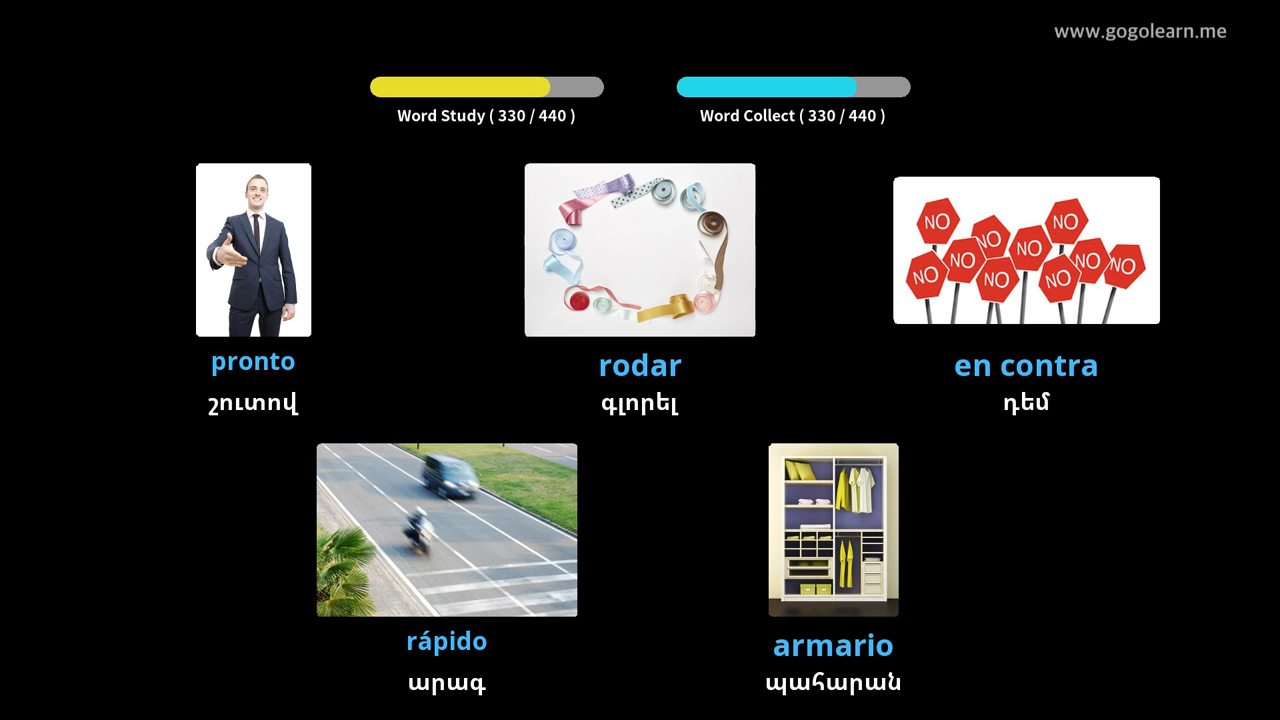 www.gogolearn.me
Word Study ( 330 / 440 )
Word Collect ( 330 / 440 )
NO NO NO NO NO NO NO NO NO NO
pronto
շուտով
rodar
գլորել
en contra
դեմ
rápido
արագ
armario
պահարան